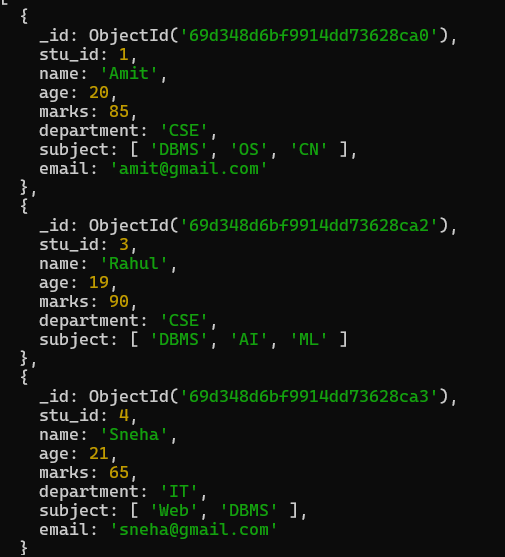 [
  {
    _id: ObjectId('69d348d6bf9914dd73628ca0'),
    stu_id: 1,
    name: 'Amit',
    age: 20,
    marks: 85,
    department: 'CSE',
    subject: [ 'DBMS', 'OS', 'CN' ],
    email: 'amit@gmail.com'
  },
  {
    _id: ObjectId('69d348d6bf9914dd73628ca2'),
    stu_id: 3,
    name: 'Rahul',
    age: 19,
    marks: 90,
    department: 'CSE',
    subject: [ 'DBMS', 'AI', 'ML' ]
  },
  {
    _id: ObjectId('69d348d6bf9914dd73628ca3'),
    stu_id: 4,
    name: 'Sneha',
    age: 21,
    marks: 65,
    department: 'IT',
    subject: [ 'Web', 'DBMS' ],
    email: 'sneha@gmail.com'
  }